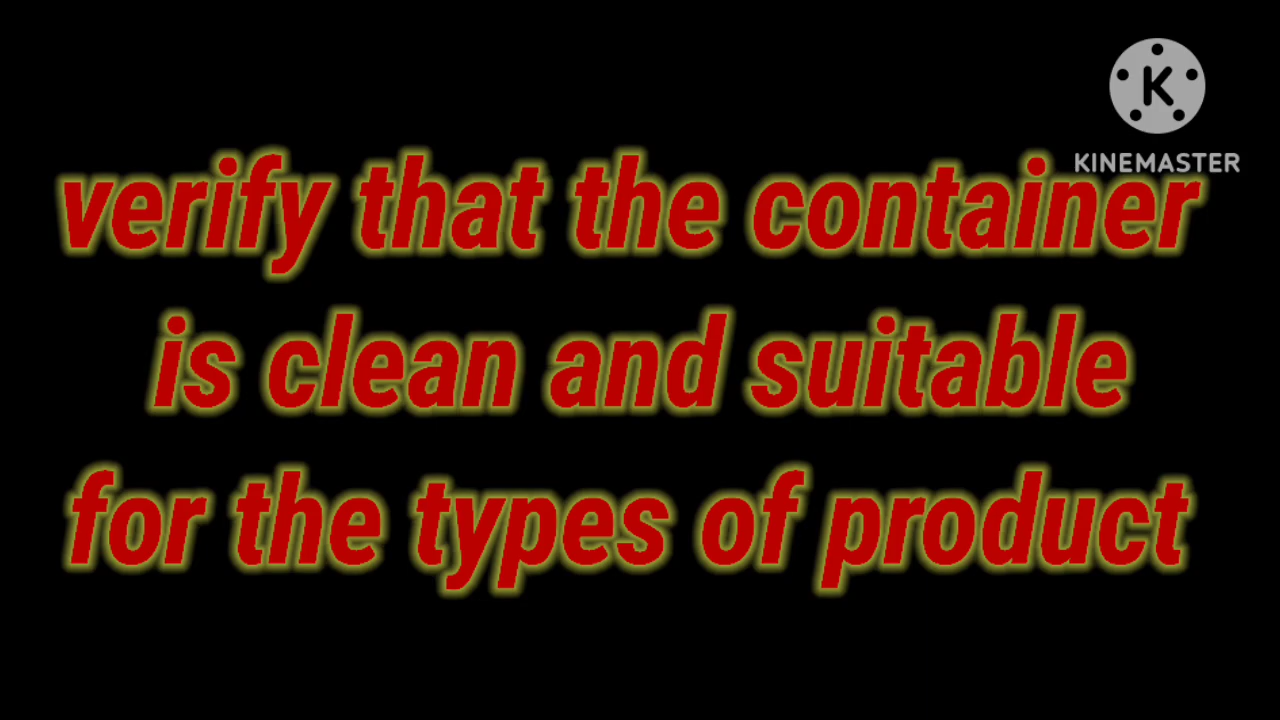 KINEMASTER
verify that the container
is clean and suitable
for the types of product